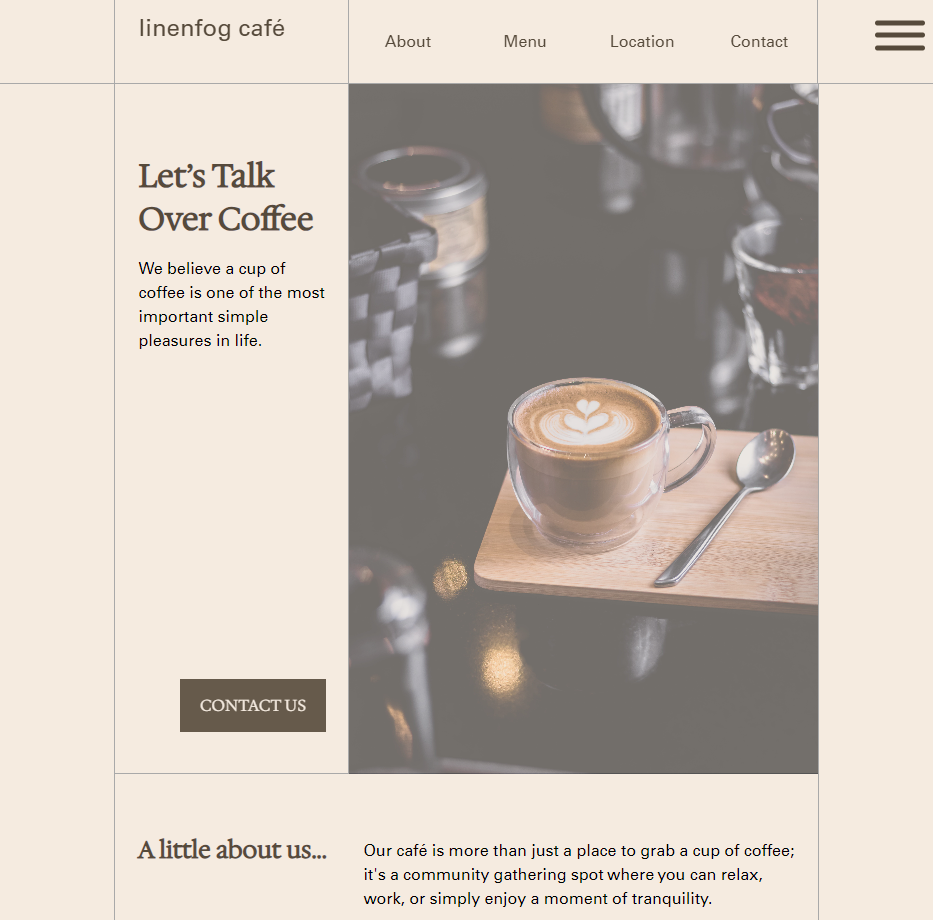 linenfog café
About
Menu
Location
Contact
Let’s Talk
Over Coffee
We believe a cup of
coffee is one of the most
important simple
pleasures in life.
CONTACT US
A little about us...
Our café is more than just a place to grab a cup of coffee;
it's a community gathering spot where you can relax,
work, or simply enjoy a moment of tranquility.